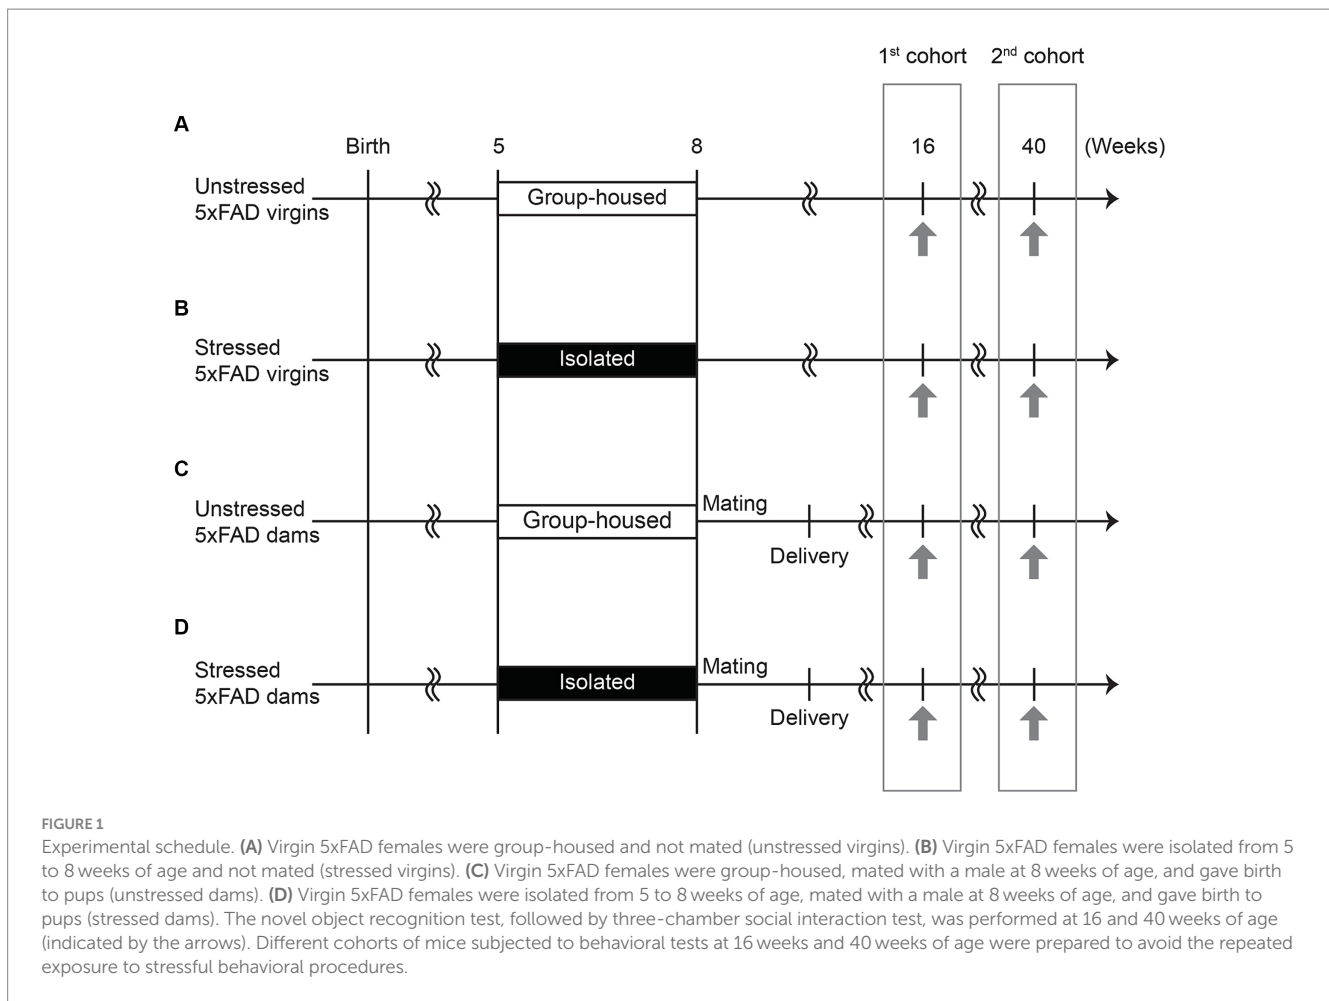 1st cohort 2nd cohort
A
Birth 5 8 16 40 (Weeks)
Unstressed
5xFAD virgins
Group-housed
B
Stressed
5xFAD virgins
Isolated
C
Unstressed
5xFAD dams
Group-housed
Mating
Delivery
D
Stressed
5xFAD dams
Isolated
Mating
Delivery
FIGURE 1
Experimental schedule. (A) Virgin 5xFAD females were group-housed and not mated (unstressed virgins). (B) Virgin 5xFAD females were isolated from 5
to 8 weeks of age and not mated (stressed virgins). (C) Virgin 5xFAD females were group-housed, mated with a male at 8 weeks of age, and gave birth
to pups (unstressed dams). (D) Virgin 5xFAD females were isolated from 5 to 8 weeks of age, mated with a male at 8 weeks of age, and gave birth to
pups (stressed dams). The novel object recognition test, followed by three-chamber social interaction test, was performed at 16 and 40 weeks of age
(indicated by the arrows). Different cohorts of mice subjected to behavioral tests at 16 weeks and 40 weeks of age were prepared to avoid the repeated
exposure to stressful behavioral procedures.